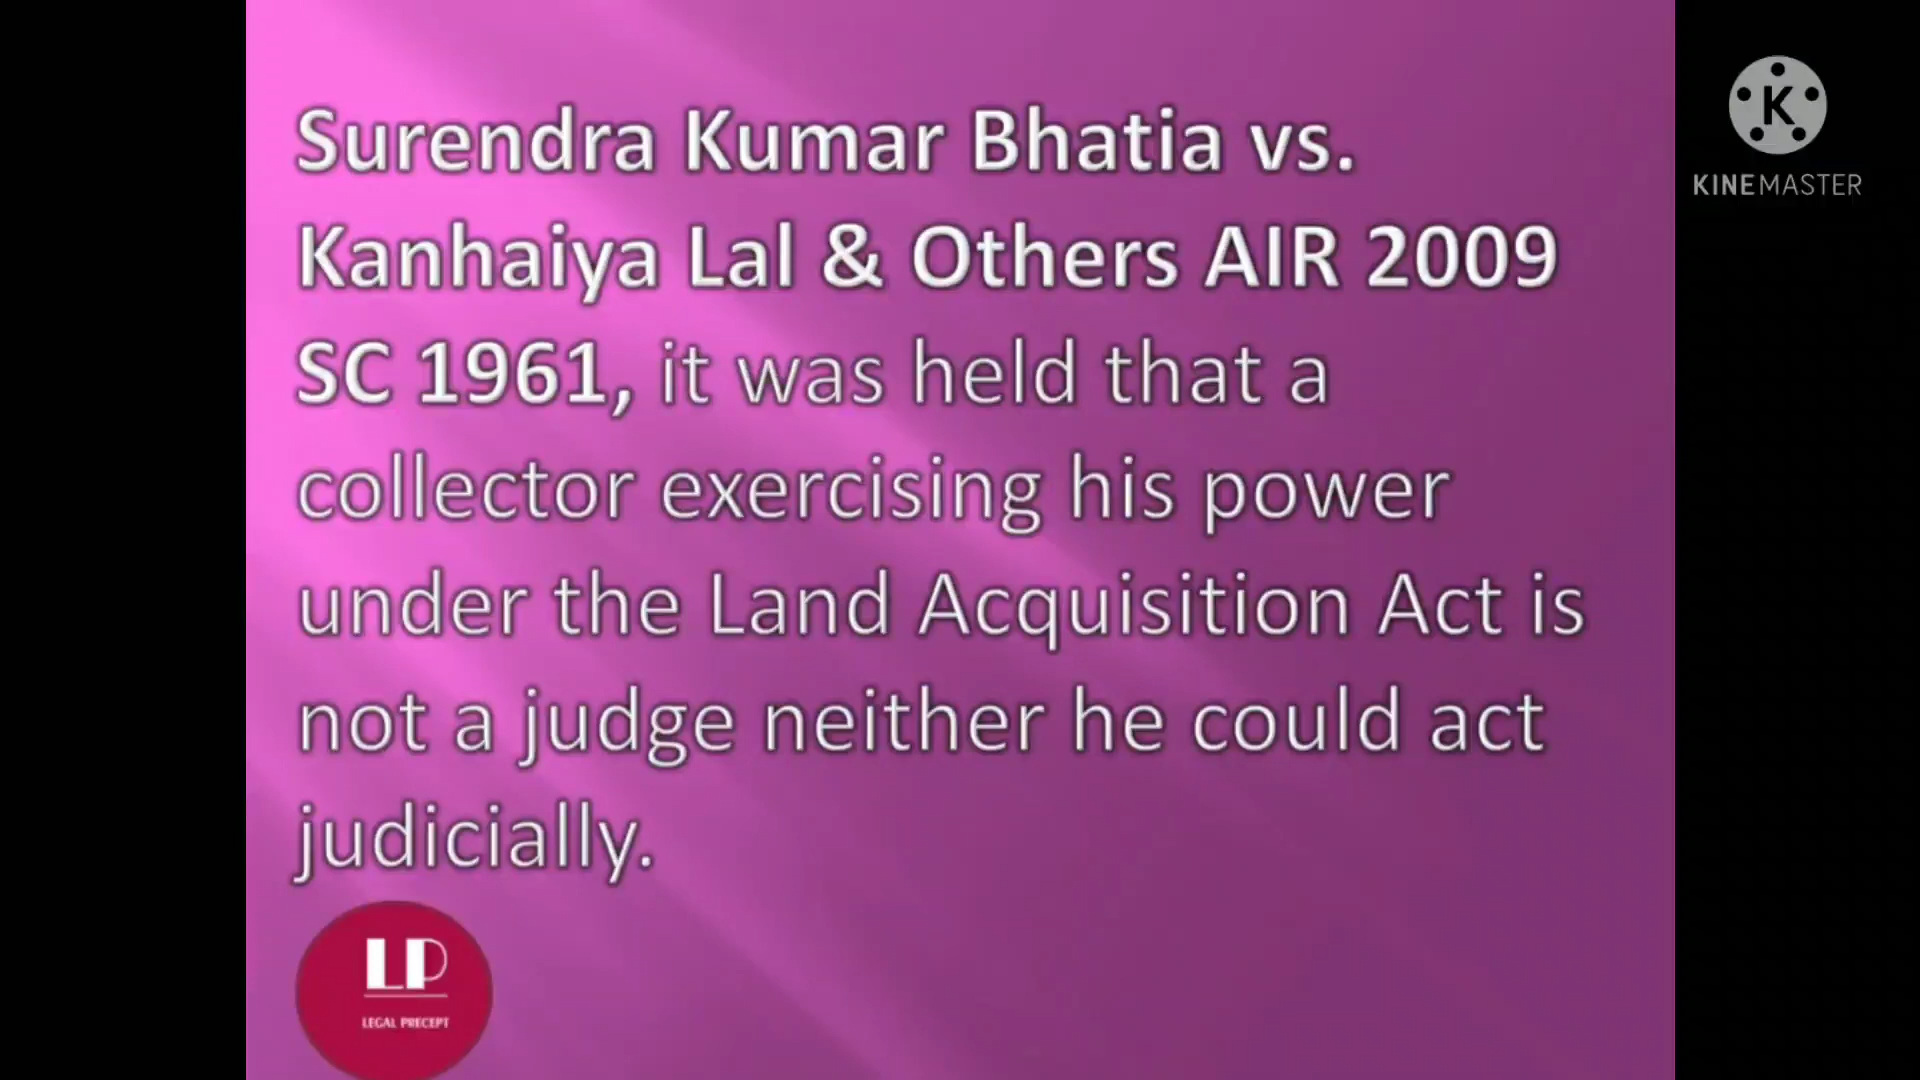 Surendra Kumar Bhatia vs.
Kanhaiya Lal & Others AIR 2009
SC 1961, it was held that a
collector exercising his power
under the Land Acquisition Act is
not a judge neither he could act
judicially.
K
KINEMASTER
LP
LEGAL PRECEPT